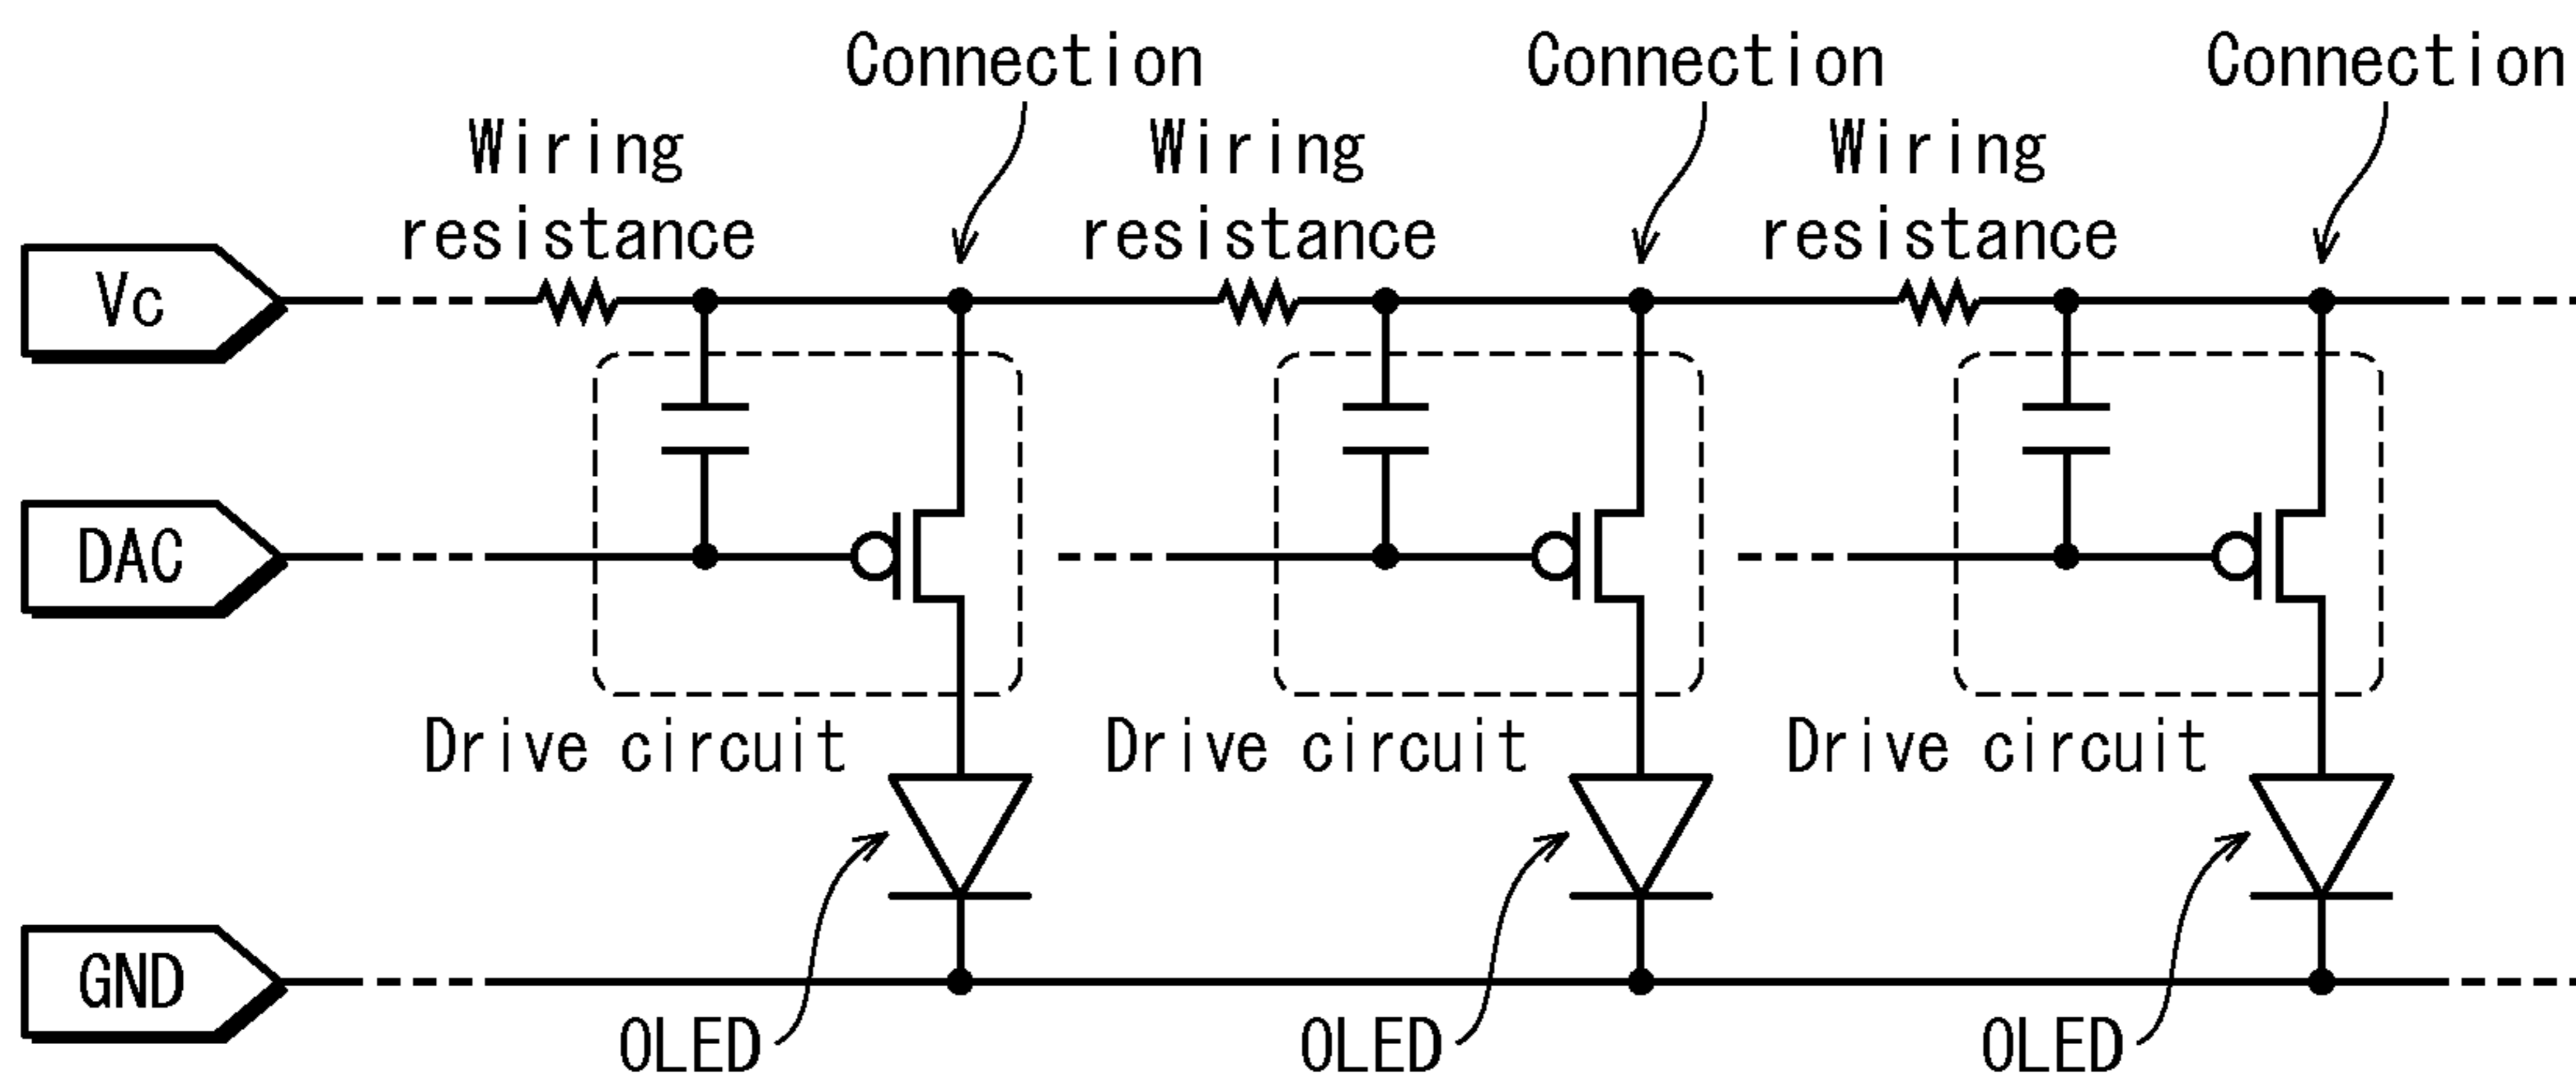 Connection
Connection
Connection
Wiring
resistance
Wiring
resistance
Wiring
resistance
Vc
DAC
Drive circuit
Drive circuit
Drive circuit
GND
OLED
OLED
OLED